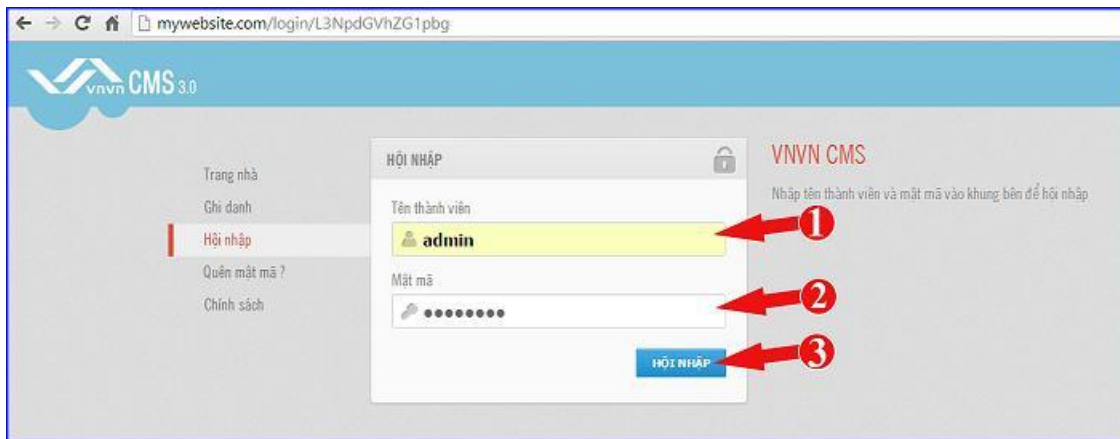 mywebsite.com/login/L3NpdGVhZG1pbg
vnvn CMS 3.0
Trang nhà
Ghi danh
Hội nhập
Quên mật mã ?
Chính sách
HỘI NHẬP
Tên thành viên
admin
Mật mã
HỘI NHẬP
VNVN CMS
Nhập tên thành viên và mật mã vào khung bên để hội nhập
1
2
3